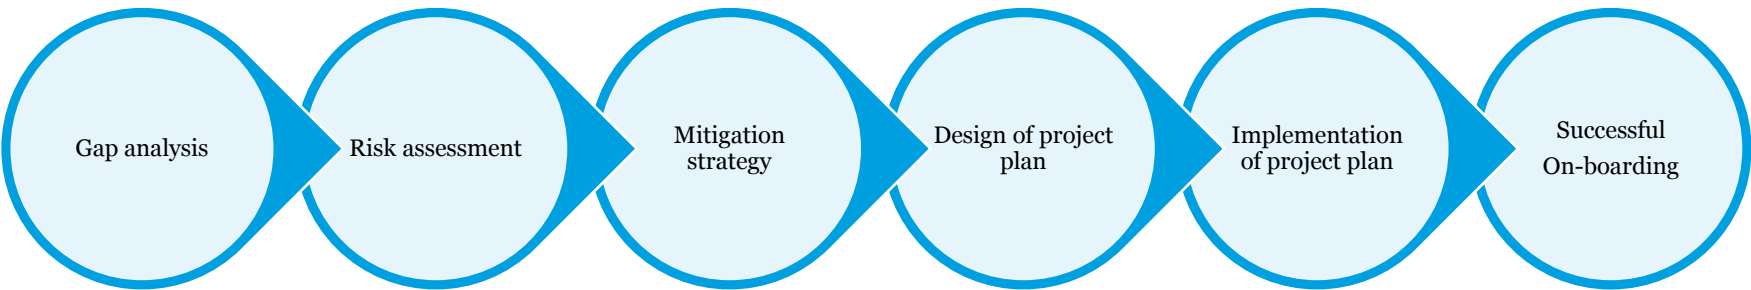 Gap analysis
Risk assessment
Mitigation
strategy
Design of project
plan
Implementation
of project plan
Successful
On-boarding